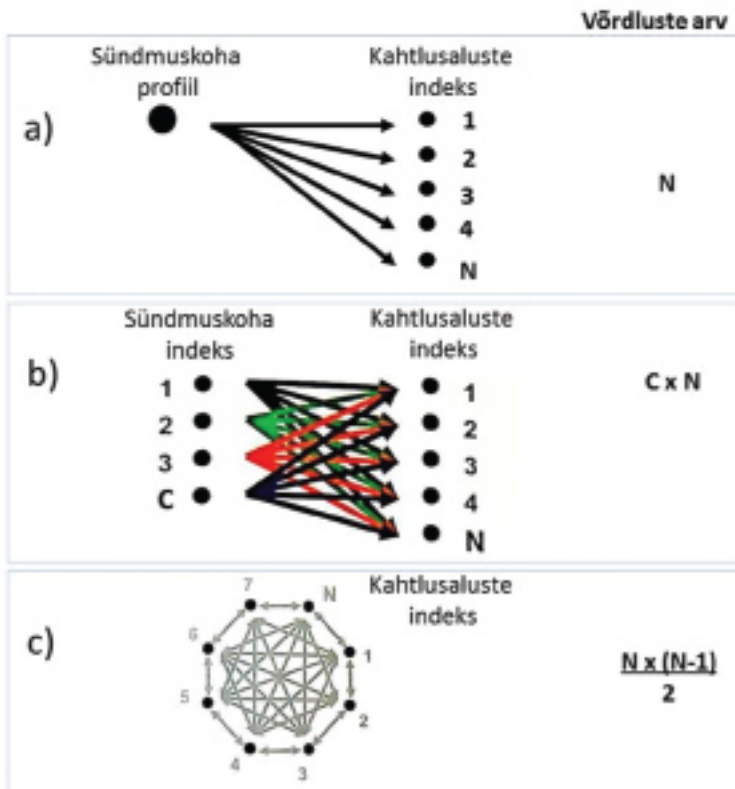 Võrdluste arv
Sündmuskoha
profiil
Kahtlusaluste
indeks
a)
1
2
3
4
N
N
Sündmuskoha
indeks
Kahtlusaluste
indeks
b)
1
2
3
C
1
2
3
4
N
C x N
Kahtlusaluste
indeks
c)
7
N
6
1
5
2
4
3
N x (N-1)
2